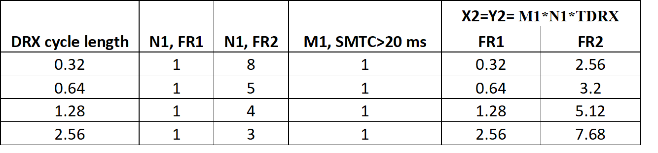 X2=Y2= M1*N1*TDRX
DRX cycle length N1, FR1 N1, FR2 M1, SMTC>20 ms FR1 FR2
0.32 1 8 1 0.32 2.56
0.64 1 5 1 0.64 3.2
1.28 1 4 1 1.28 5.12
2.56 1 3 1 2.56 7.68